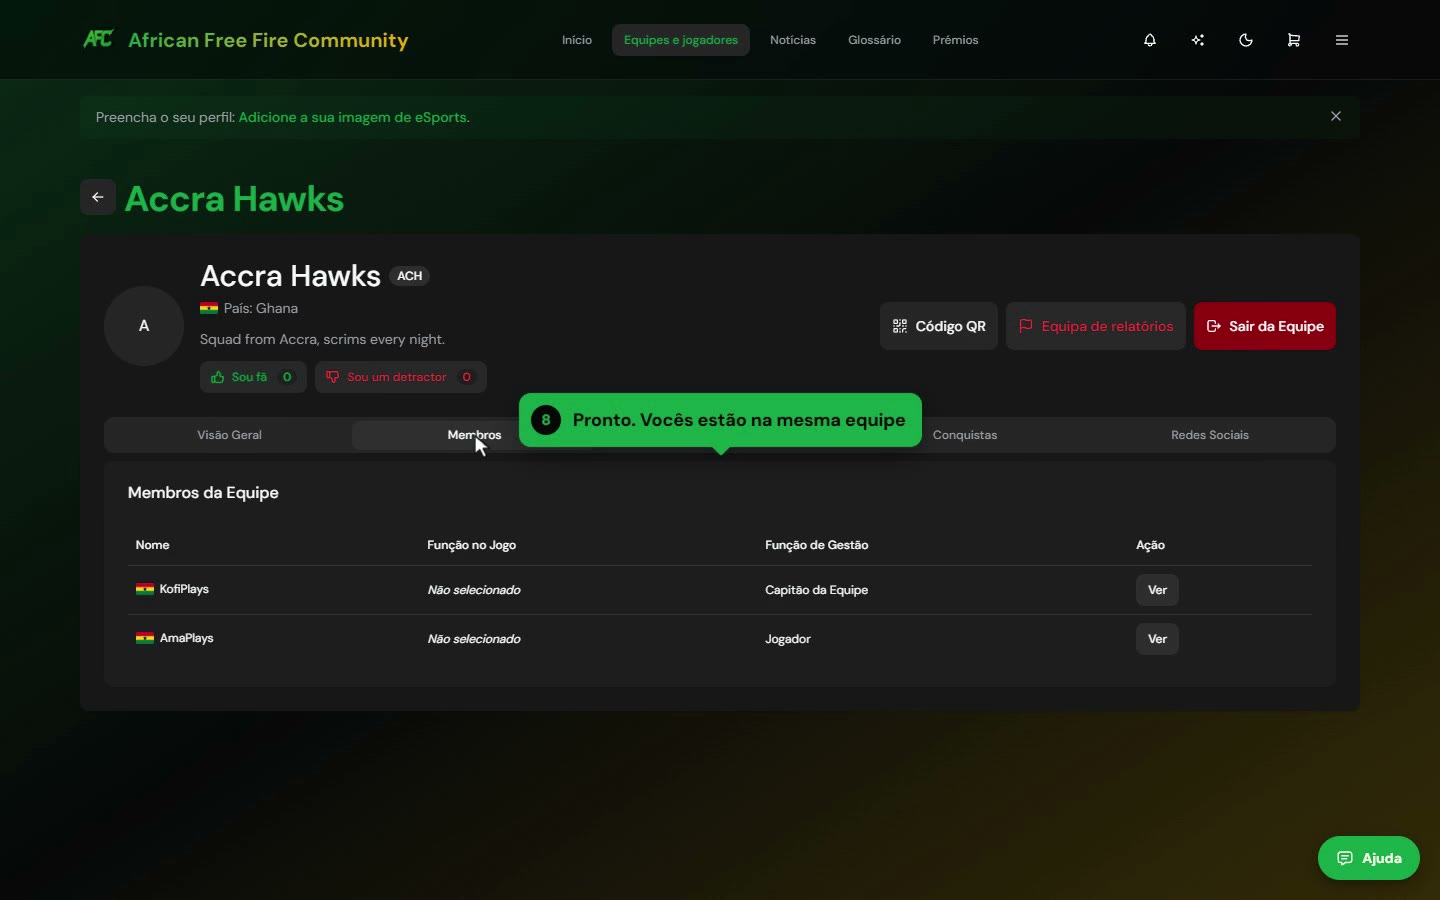 AFC African Free Fire Community
Início Equipes e jogadores Notícias Glossário Prémios
Preencha o seu perfil: Adicione a sua imagem de eSports.
Accra Hawks
A
Accra Hawks ACH
País: Ghana
Squad from Accra, scrims every night.
Sou fã 0 Sou um detractor 0
Código QR Equipa de relatórios Sair da Equipe
8 Pronto. Vocês estão na mesma equipe
Visão Geral Membros Conquistas Redes Sociais
Membros da Equipe
Nome Função no Jogo Função de Gestão Ação
KofiPlays Não selecionado Capitão da Equipe Ver
AmaPlays Não selecionado Jogador Ver
Ajuda